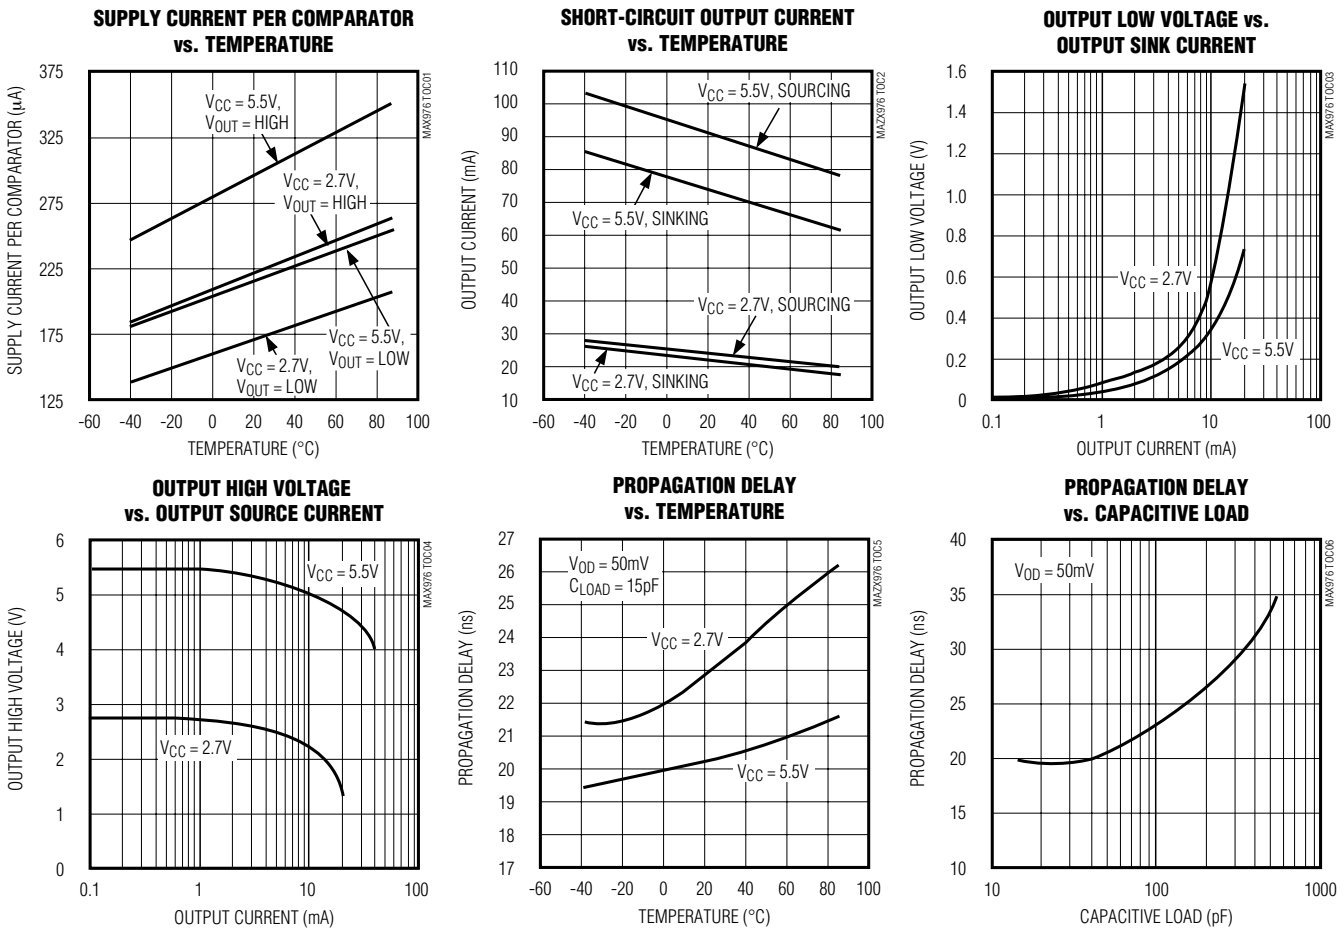 SUPPLY CURRENT PER COMPARATOR
vs. TEMPERATURE
375
325
275
225
175
125
SUPPLY CURRENT PER COMPARATOR (µA)
VCC = 5.5V,
VOUT = HIGH
VCC = 2.7V,
VOUT = HIGH
VCC = 5.5V,
VOUT = LOW
VCC = 2.7V,
VOUT = LOW
MAX976 TOC01
-60 -40 -20 0 20 40 60 80 100
TEMPERATURE (°C)
SHORT-CIRCUIT OUTPUT CURRENT
vs. TEMPERATURE
110
100
90
80
70
60
50
40
30
20
10
OUTPUT CURRENT (mA)
VCC = 5.5V, SOURCING
VCC = 5.5V, SINKING
VCC = 2.7V, SOURCING
VCC = 2.7V, SINKING
MAZX976 TOC2
-60 -40 -20 0 20 40 60 80 100
TEMPERATURE (°C)
OUTPUT LOW VOLTAGE vs.
OUTPUT SINK CURRENT
1.6
1.4
1.2
1.0
0.8
0.6
0.4
0.2
0
OUTPUT LOW VOLTAGE (V)
VCC = 2.7V
VCC = 5.5V
MAX976 TOC03
0.1 1 10 100
OUTPUT CURRENT (mA)
OUTPUT HIGH VOLTAGE
vs. OUTPUT SOURCE CURRENT
6
5
4
3
2
1
0
OUTPUT HIGH VOLTAGE (V)
VCC = 5.5V
VCC = 2.7V
MAX976 TOC04
0.1 1 10 100
OUTPUT CURRENT (mA)
PROPAGATION DELAY
vs. TEMPERATURE
27
26
25
24
23
22
21
20
19
18
17
PROPAGATION DELAY (ns)
VOD = 50mV
CLOAD = 15pF
VCC = 2.7V
VCC = 5.5V
MAZX976 TOC5
-60 -40 -20 0 20 40 60 80 100
TEMPERATURE (°C)
PROPAGATION DELAY
vs. CAPACITIVE LOAD
40
35
30
25
20
15
10
PROPAGATION DELAY (ns)
VOD = 50mV
MAX976 TOC06
10 100 1000
CAPACITIVE LOAD (pF)